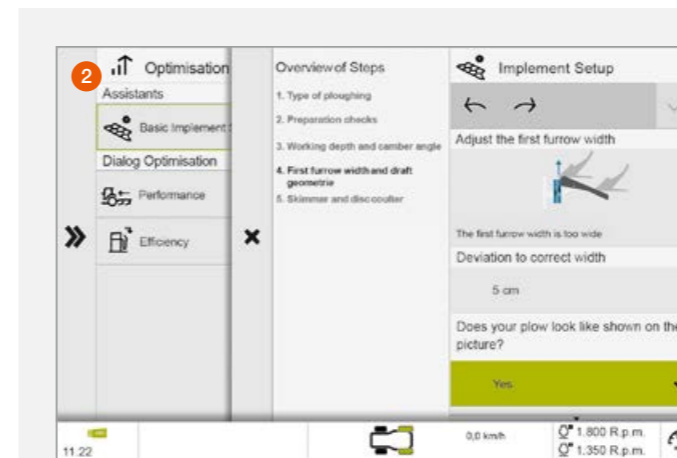 2
Optimisation
Assistants
Basic Implement
Dialog Optimisation
Performance
Efficiency
Overview of Steps
1. Type of ploughing
2. Preparation checks
3. Working depth and camber angle
4. First furrow width and draft
geometrie
5. Skimmer and disc coulter
Implement Setup
Adjust the first furrow width
The first furrow width is too wide
Deviation to correct width
5 cm
Does your plow look like shown on the
picture?
Yes
11.22
0,0 km/h
1.800 R.p.m.
1.350 R.p.m.